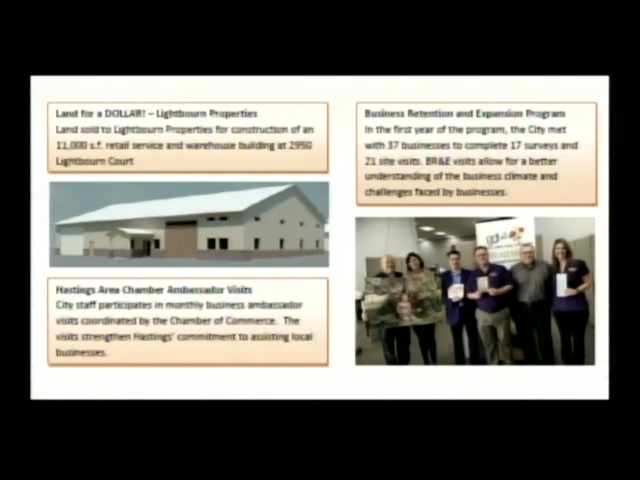 Land for a DOLLAR! – Lightbourn Properties
Land sold to Lightbourn Properties for construction of an
11,000 s.f. retail service and warehouse building at 2950
Lightbourn Court
Hastings Area Chamber Ambassador Visits
City staff participates in monthly business ambassador
visits coordinated by the Chamber of Commerce. The
visits strengthen Hastings' commitment to assisting local
businesses.
Business Retention and Expansion Program
In the first year of the program, the City met
with 37 businesses to complete 17 surveys and
21 site visits. BR&E visits allow for a better
understanding of the business climate and
challenges faced by businesses.